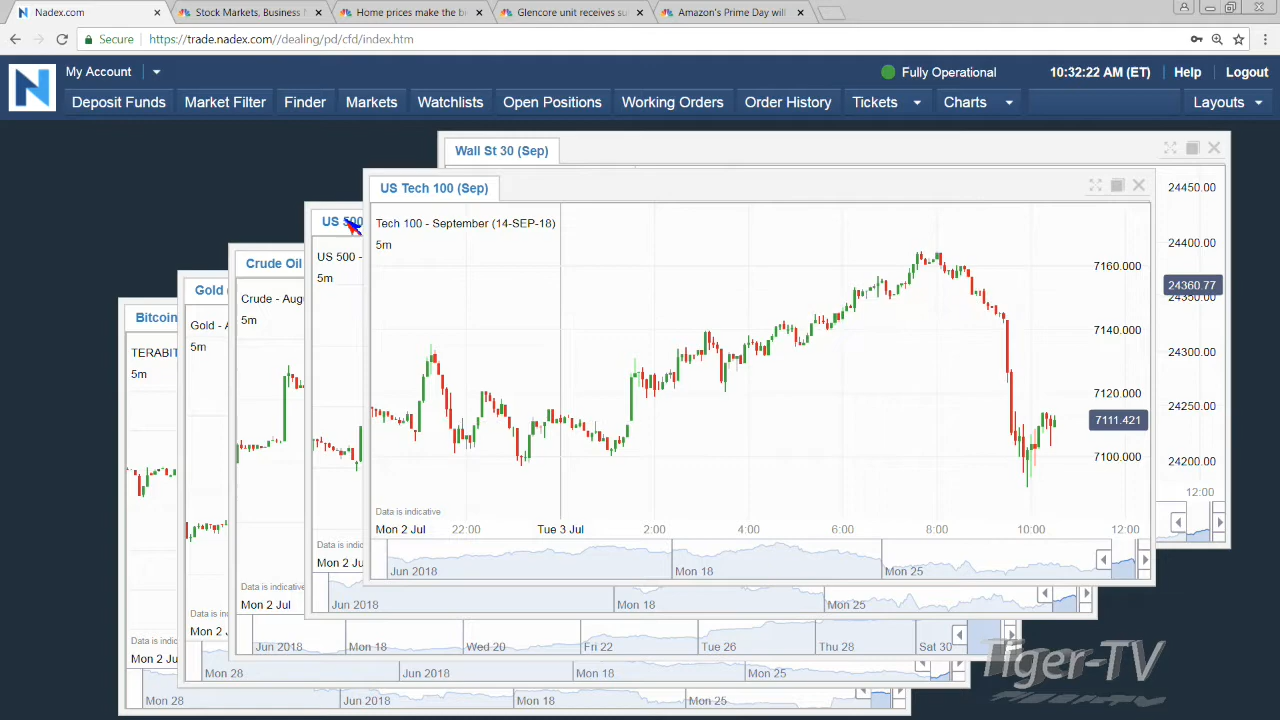 Nadex.com
Stock Markets, Business
Home prices make the b
Glencore unit receives su
Amazon's Prime Day will
Secure https://trade.nadex.com//dealing/pd/cfd/index.htm
My Account
Fully Operational
10:32:22 AM (ET)
Help
Logout
Deposit Funds
Market Filter
Finder
Markets
Watchlists
Open Positions
Working Orders
Order History
Tickets
Charts
Layouts
Wall St 30 (Sep)
24450.00
24400.00
24360.77
24350.00
24300.00
24250.00
24200.00
12:00
US Tech 100 (Sep)
Tech 100 - September (14-SEP-18)
5m
7160.000
7140.000
7120.000
7111.421
7100.000
Data is indicative
Mon 2 Jul
22:00
Tue 3 Jul
2:00
4:00
6:00
8:00
10:00
12:00
Jun 2018
Mon 18
Mon 25
US 500
US 500 -
5m
Data is indic
Mon 2 Ju
Jun 2018
Mon 18
Mon 25
Crude Oil
Crude - Augu
5m
Data is indicative
Mon 2 Jul
Jun 2018
Mon 18
Wed 20
Fri 22
Tue 26
Thu 28
Sat 30
Gold
Gold - A
5m
Data is ind
Mon 2 J
Mon 28
Jun 2018
Mon 18
Mon 25
Bitcoin
TERABIT
5m
Data is indi
Mon 2 Ju
Mon 28
Jun 2018
Mon 18
Mon 25
Tiger-TV